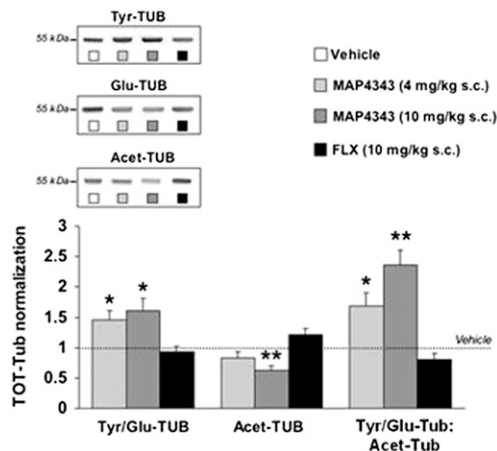 Tyr-TUB
55 kDa
Glu-TUB
55 kDa
Acet-TUB
55 kDa
Vehicle
MAP4343 (4 mg/kg s.c.)
MAP4343 (10 mg/kg s.c.)
FLX (10 mg/kg s.c.)
TOT-Tub normalization
3
2.5
2
1.5
1
0.5
0
*
*
**
*
**
Vehicle
Tyr/Glu-TUB
Acet-TUB
Tyr/Glu-Tub:
Acet-Tub